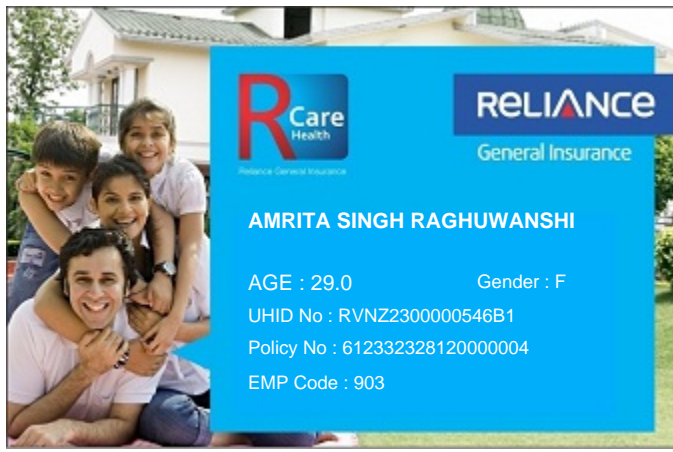 RCare
Health
Reliance General Insurance
RELIANCE
General Insurance
AMRITA SINGH RAGHUWANSHI
AGE : 29.0 Gender : F
UHID No : RVNZ2300000546B1
Policy No : 612332328120000004
EMP Code : 903